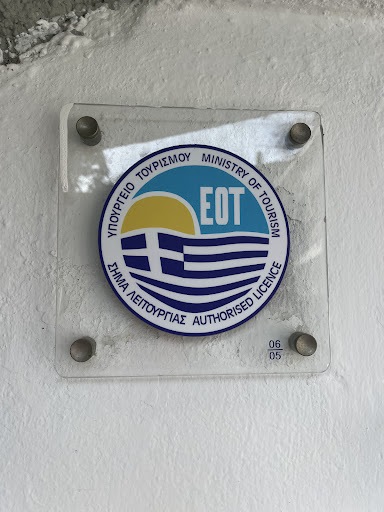 ΥΠΟΥΡΓΕΙΟ ΤΟΥΡΙΣΜΟΥ MINISTRY OF TOURISM
ΕΟΤ
ΣΗΜΑ ΛΕΙΤΟΥΡΓΙΑΣ AUTHORISED LICENCE
06
05